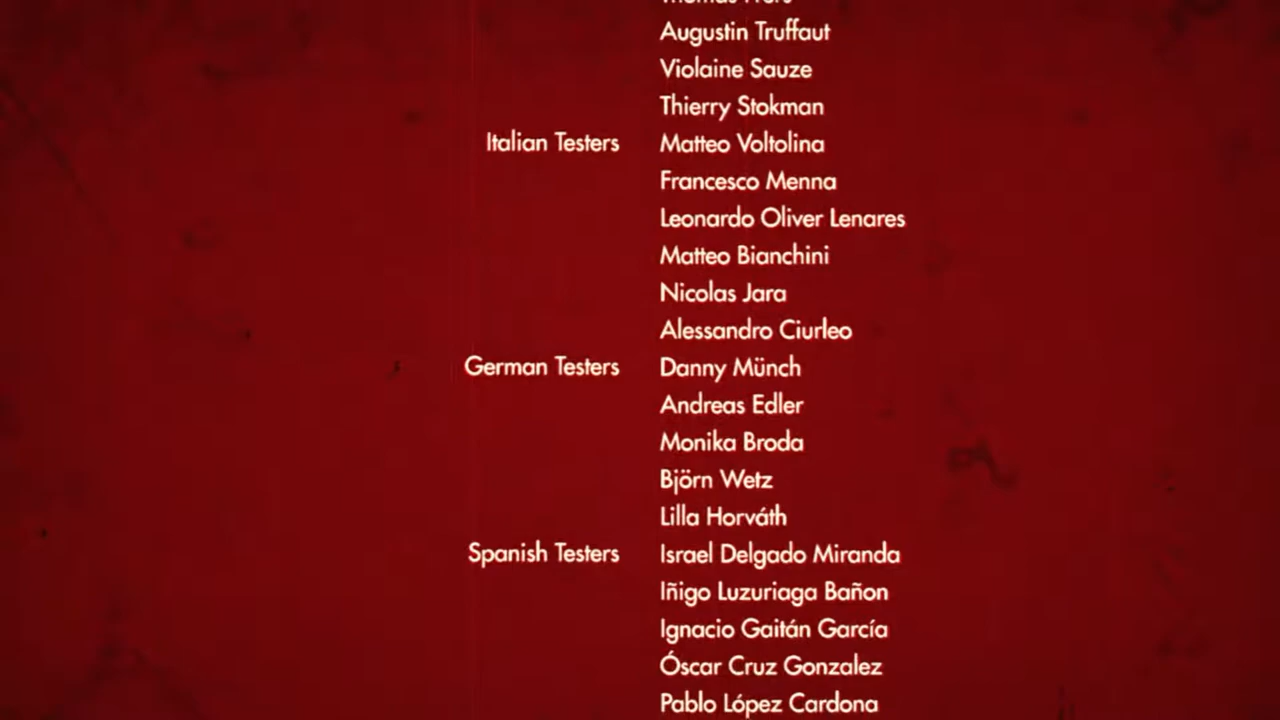 Augustin Truffaut
Violaine Sauze
Thierry Stokman
Italian Testers Matteo Voltolina
Francesco Menna
Leonardo Oliver Lenares
Matteo Bianchini
Nicolas Jara
Alessandro Ciurleo
German Testers Danny Münch
Andreas Edler
Monika Broda
Björn Wetz
Lilla Horváth
Spanish Testers Israel Delgado Miranda
Iñigo Luzuriaga Bañon
Ignacio Gaitán García
Óscar Cruz Gonzalez
Pablo López Cardona